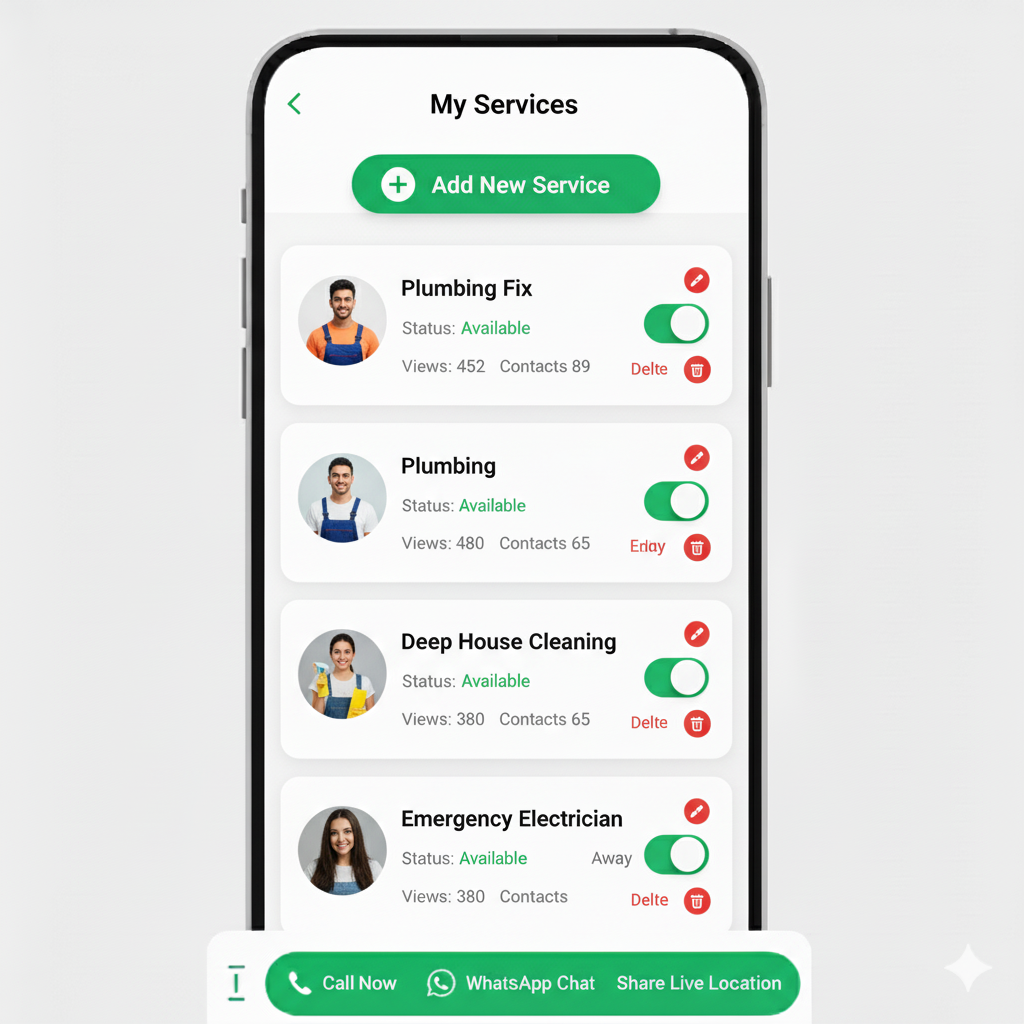 My Services
Add New Service
Plumbing Fix
Status: Available
Views: 452 Contacts 89 Delte
Plumbing
Status: Available
Views: 480 Contacts 65 Erlay
Deep House Cleaning
Status: Available
Views: 380 Contacts 65 Delte
Emergency Electrician
Status: Available Away
Views: 380 Contacts Delte
Call Now WhatsApp Chat Share Live Location